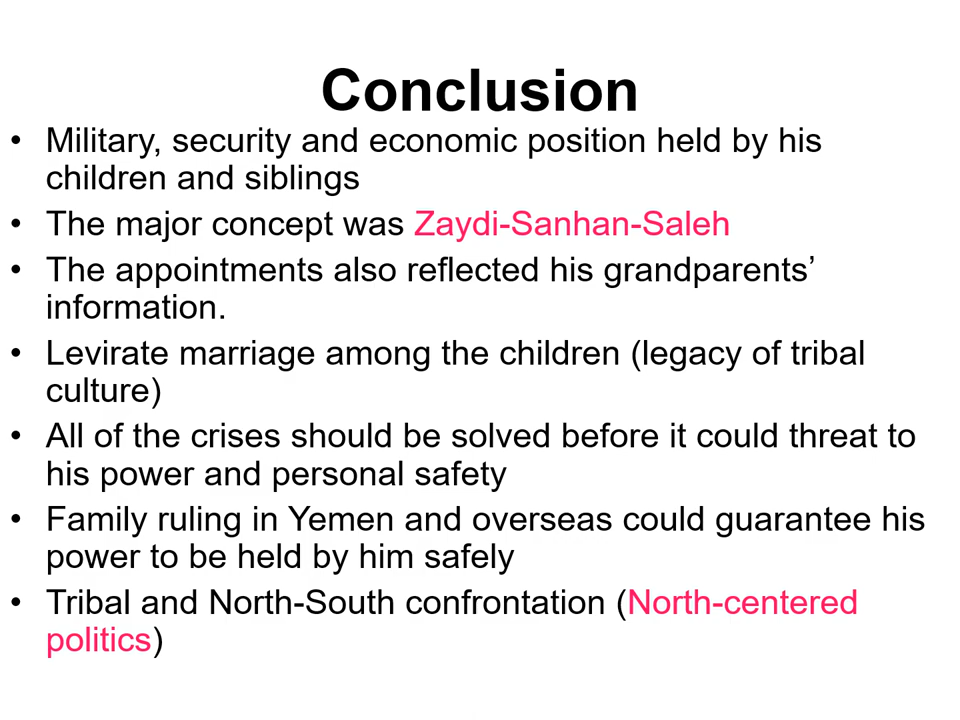 Conclusion
• Military, security and economic position held by his
children and siblings
• The major concept was Zaydi-Sanhan-Saleh
• The appointments also reflected his grandparents’
information.
• Levirate marriage among the children (legacy of tribal
culture)
• All of the crises should be solved before it could threat to
his power and personal safety
• Family ruling in Yemen and overseas could guarantee his
power to be held by him safely
• Tribal and North-South confrontation (North-centered
politics)